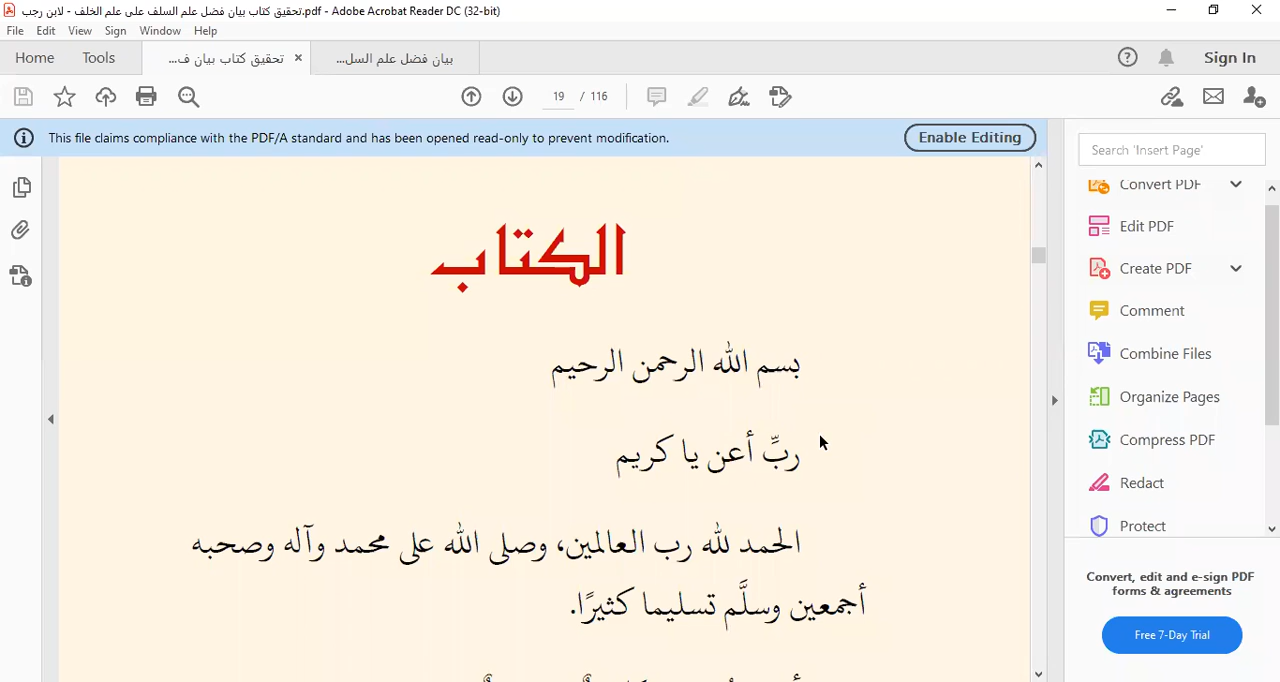 تحقيق كتاب بيان فضل علم السلف على علم الخلف - لابن رجب.pdf - Adobe Acrobat Reader DC (32-bit)
File Edit View Sign Window Help
Home Tools تحقيق كتاب بيان ف... × بيان فضل علم السل... Sign In
19 / 116
This file claims compliance with the PDF/A standard and has been opened read-only to prevent modification. Enable Editing
الكتاب
بسم الله الرحمن الرحيم
ربِّ أعن يا كريم
الحمد لله رب العالمين، وصلى الله على محمد وآله وصحبه
أجمعين وسلَّم تسليما كثيرًا.
Search 'Insert Page'
Convert PDF
Edit PDF
Create PDF
Comment
Combine Files
Organize Pages
Compress PDF
Redact
Protect
Convert, edit and e-sign PDF
forms & agreements
Free 7-Day Trial